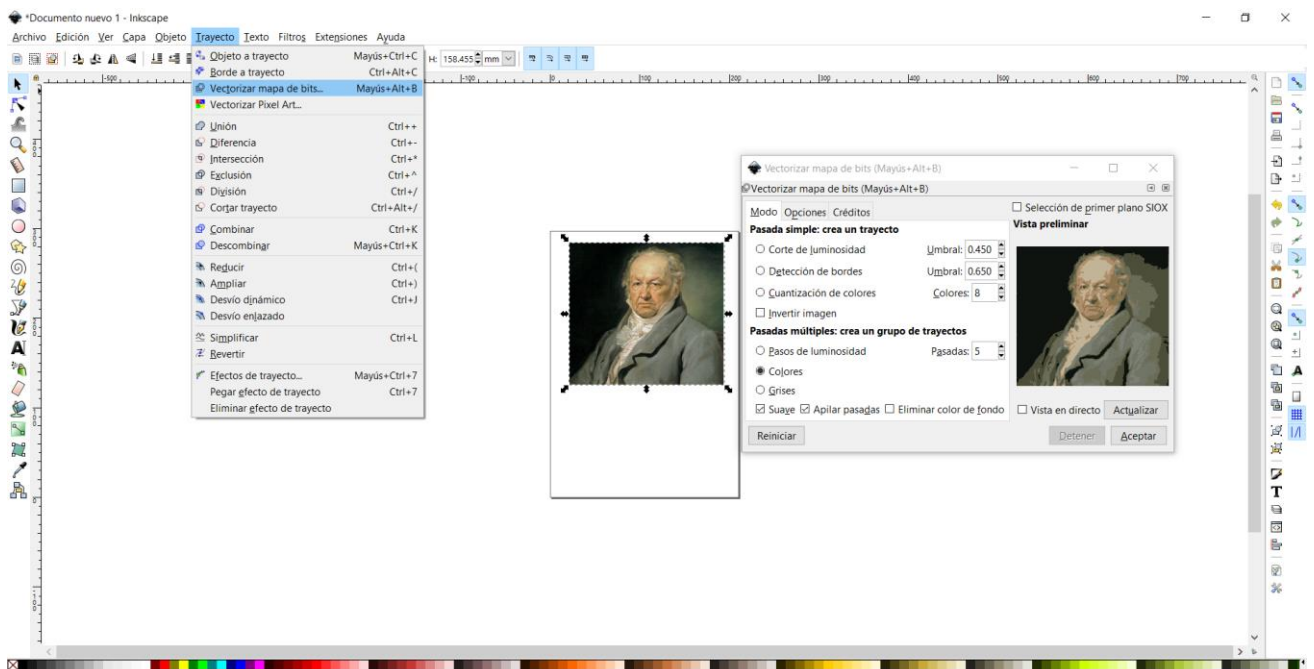 *Documento nuevo 1 - Inkscape
Archivo Edición Ver Capa Objeto Trayecto Texto Filtros Extensiones Ayuda
H: 158.455 mm
Objeto a trayecto Mayús+Ctrl+C
Borde a trayecto Ctrl+Alt+C
Vectorizar mapa de bits... Mayús+Alt+B
Vectorizar Pixel Art...
Unión Ctrl++
Diferencia Ctrl+-
Intersección Ctrl+*
Exclusión Ctrl+^
División Ctrl+/
Cortar trayecto Ctrl+Alt+/
Combinar Ctrl+K
Descombinar Mayús+Ctrl+K
Reducir Ctrl+(
Ampliar Ctrl+)
Desvío dinámico Ctrl+J
Desvío enlazado
Simplificar Ctrl+L
Revertir
Efectos de trayecto... Mayús+Ctrl+7
Pegar efecto de trayecto Ctrl+7
Eliminar efecto de trayecto
Vectorizar mapa de bits (Mayús+Alt+B)
Vectorizar mapa de bits (Mayús+Alt+B)
Modo Opciones Créditos
Selección de primer plano SIOX
Pasada simple: crea un trayecto
Vista preliminar
Corte de luminosidad Umbral: 0.450
Detección de bordes Umbral: 0.650
Cuantización de colores Colores: 8
Invertir imagen
Pasadas múltiples: crea un grupo de trayectos
Pasos de luminosidad Pasadas: 5
Colores
Grises
Suave Apilar pasadas Eliminar color de fondo Vista en directo Actualizar
Reiniciar Detener Aceptar